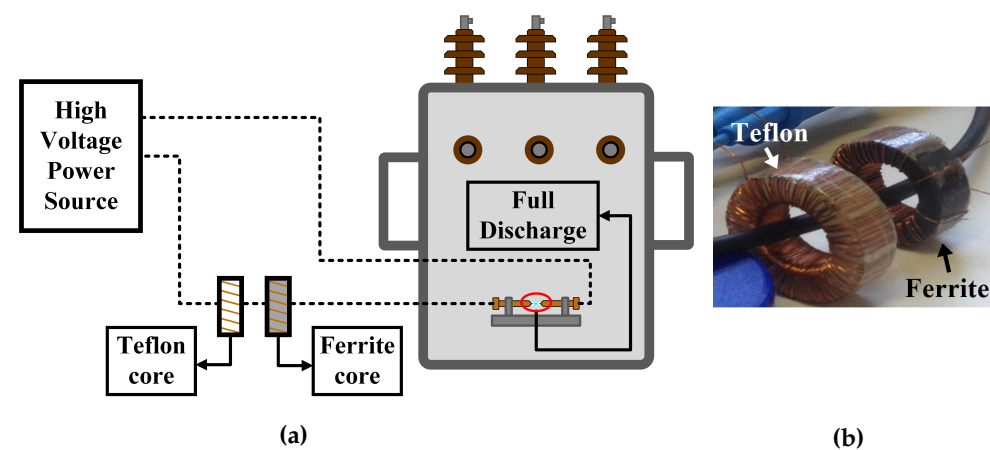 High
Voltage
Power
Source
Full
Discharge
Teflon
core
Ferrite
core
(a)
Teflon
Ferrite
(b)